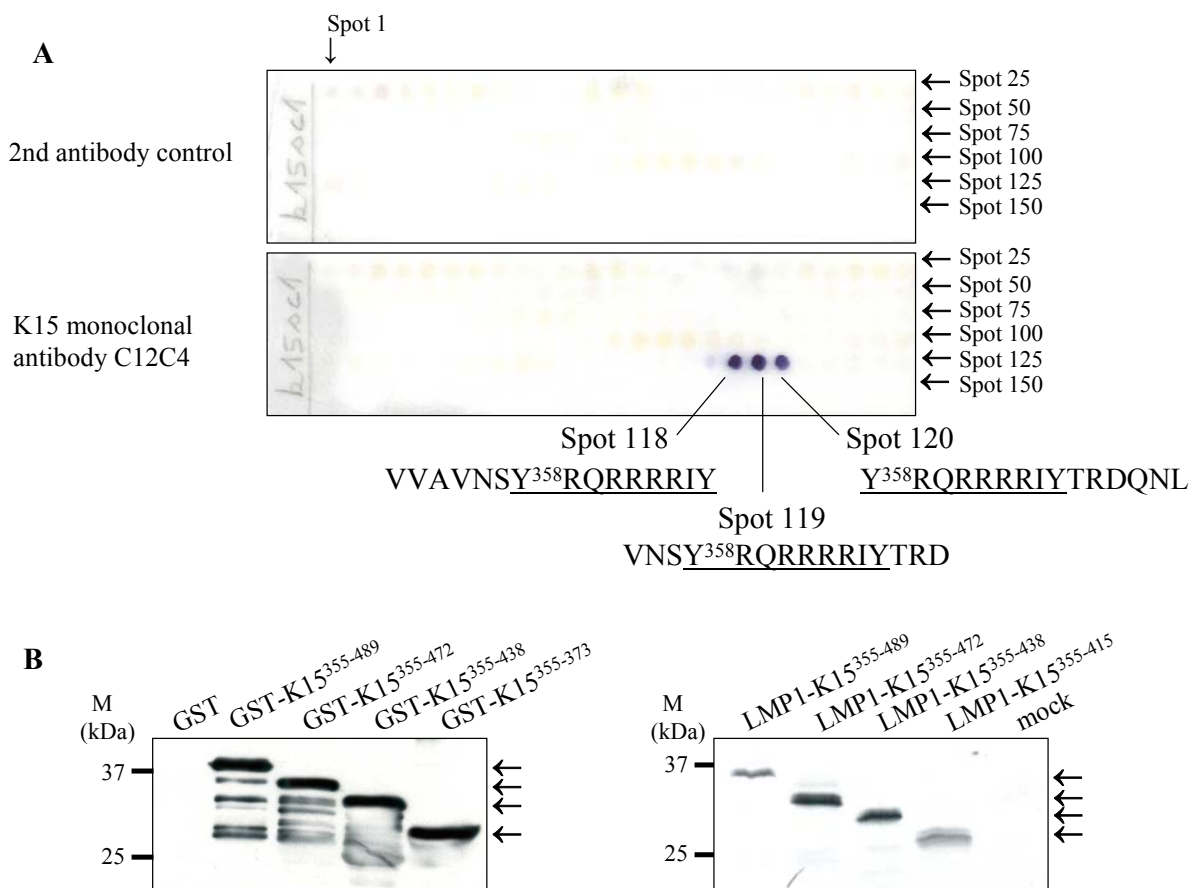 Spot 1
A
2nd antibody control
k15oc1
Spot 25
Spot 50
Spot 75
Spot 100
Spot 125
Spot 150
K15 monoclonal
antibody C12C4
k15oc1
Spot 25
Spot 50
Spot 75
Spot 100
Spot 125
Spot 150
Spot 118
Spot 120
VVAVNSY358RQRRRRIY
Y358RQRRRRIYTRDQNL
Spot 119
VNSY358RQRRRRIYTRD
B
M
(kDa)
GST
GST-K15355-489
GST-K15355-472
GST-K15355-438
GST-K15355-373
37
25
M
(kDa)
LMP1-K15355-489
LMP1-K15355-472
LMP1-K15355-438
LMP1-K15355-415
mock
37
25